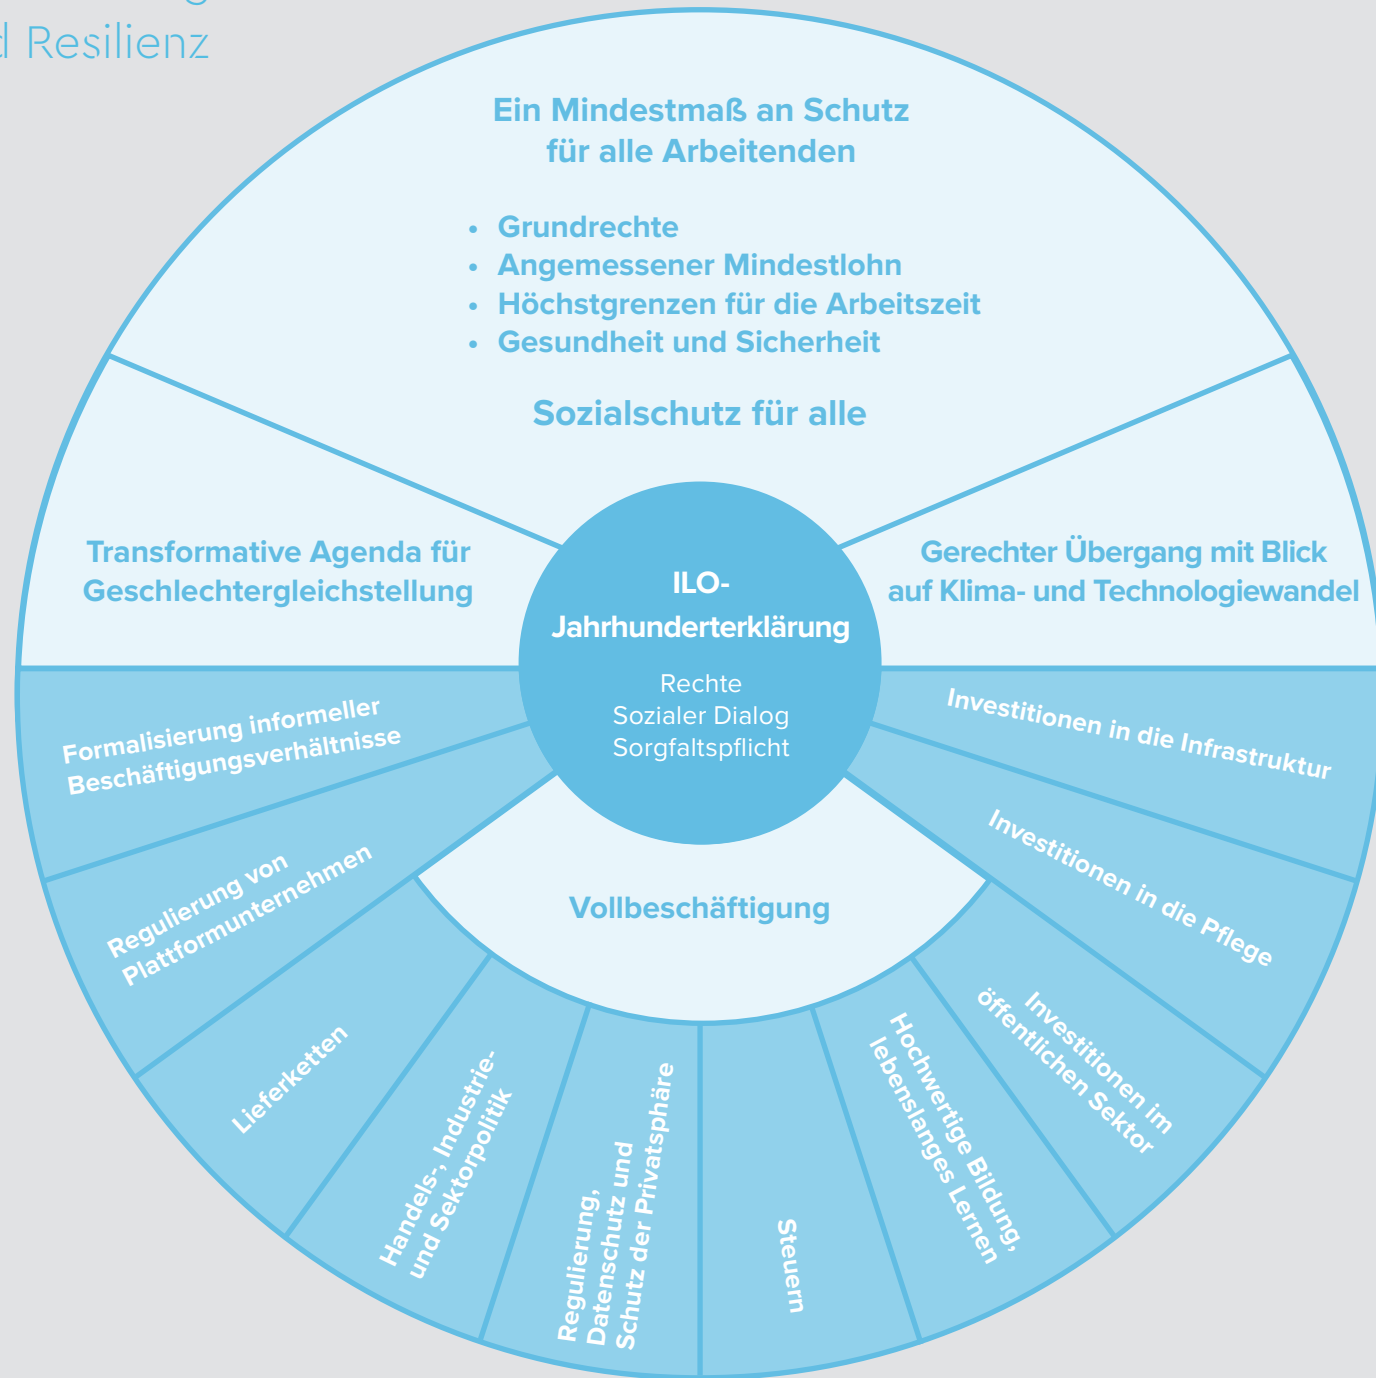 Resilienz
Ein Mindestmaß an Schutz
für alle Arbeitenden
• Grundrechte
• Angemessener Mindestlohn
• Höchstgrenzen für die Arbeitszeit
• Gesundheit und Sicherheit
Sozialschutz für alle
Transformative Agenda für
Geschlechtergleichstellung
Gerechter Übergang mit Blick
auf Klima- und Technologiewandel
ILO-
Jahrhunderterklärung
Rechte
Sozialer Dialog
Sorgfaltspflicht
Vollbeschäftigung
Formalisierung informeller
Beschäftigungsverhältnisse
Regulierung von
Plattformunternehmen
Lieferketten
Handels-, Industrie-
und Sektorpolitik
Regulierung,
Datenschutz und
Schutz der Privatsphäre
Steuern
Hochwertige Bildung,
lebenslanges Lernen
Investitionen im
öffentlichen Sektor
Investitionen in die Pflege
Investitionen in die Infrastruktur